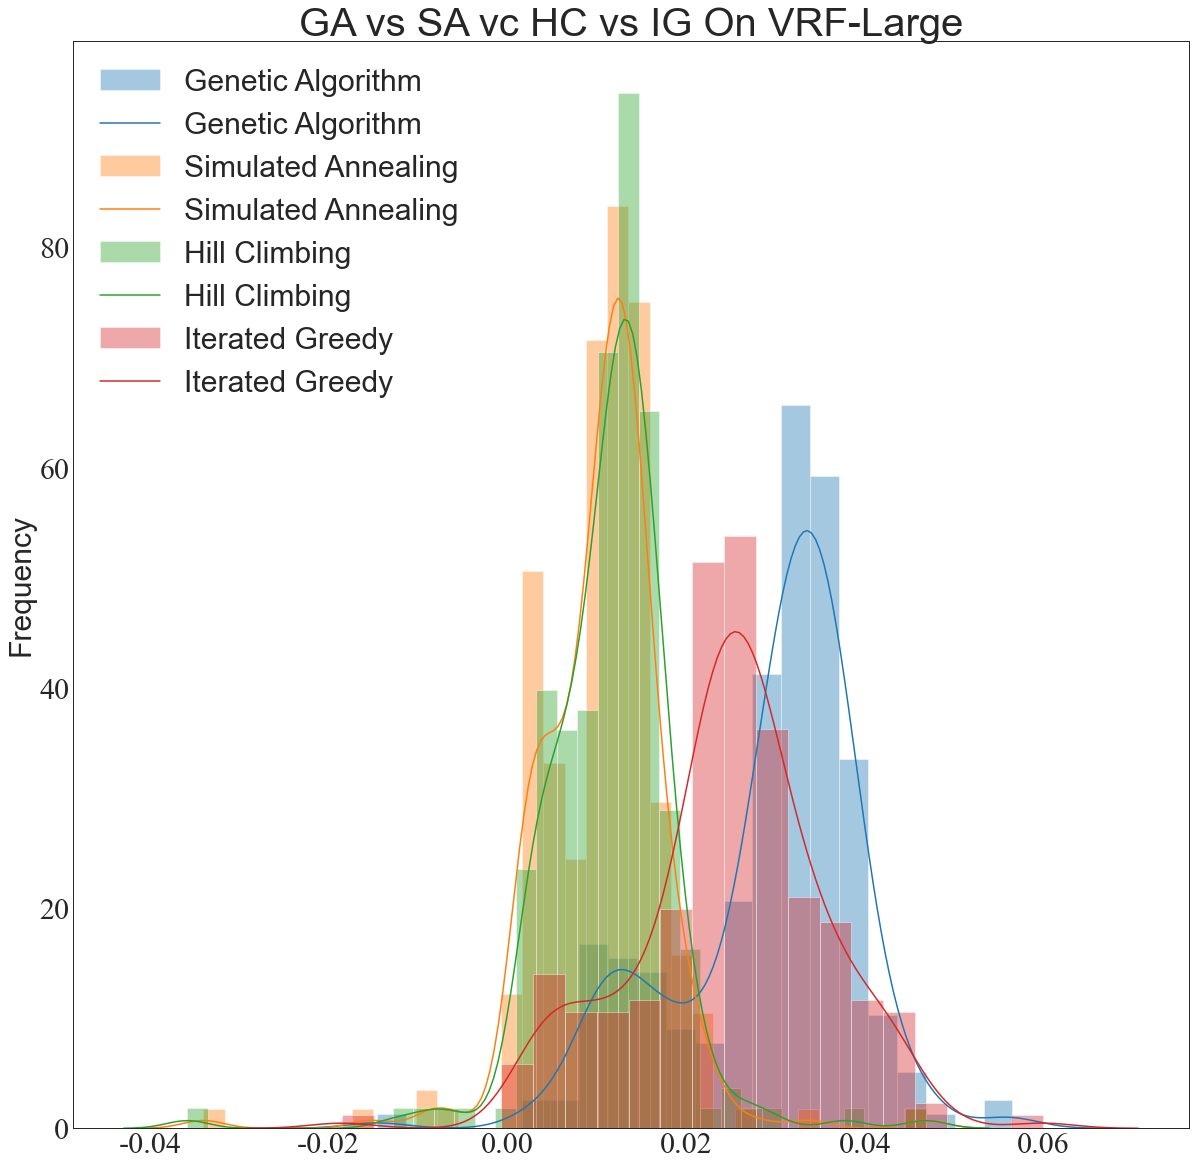 GA vs SA vc HC vs IG On VRF-Large
Genetic Algorithm
Genetic Algorithm
Simulated Annealing
Simulated Annealing
Hill Climbing
Hill Climbing
Iterated Greedy
Iterated Greedy
Frequency
80
60
40
20
0
-0.04 -0.02 0.00 0.02 0.04 0.06